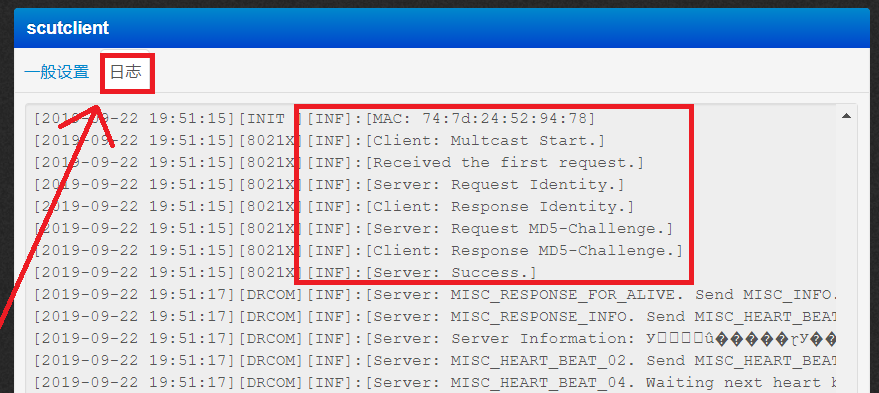 scutclient
一般设置 日志
[2019-09-22 19:51:15][INIT ][INF]:[MAC: 74:7d:24:52:94:78]
[2019-09-22 19:51:15][8021X][INF]:[Client: Multcast Start.]
[2019-09-22 19:51:15][8021X][INF]:[Received the first request.]
[2019-09-22 19:51:15][8021X][INF]:[Server: Request Identity.]
[2019-09-22 19:51:15][8021X][INF]:[Client: Response Identity.]
[2019-09-22 19:51:15][8021X][INF]:[Server: Request MD5-Challenge.]
[2019-09-22 19:51:15][8021X][INF]:[Client: Response MD5-Challenge.]
[2019-09-22 19:51:15][8021X][INF]:[Server: Success.]
[2019-09-22 19:51:17][DRCOM][INF]:[Server: MISC_RESPONSE_FOR_ALIVE. Send MISC_INFO.
[2019-09-22 19:51:17][DRCOM][INF]:[Server: MISC_RESPONSE_INFO. Send MISC_HEART_BEAT
[2019-09-22 19:51:17][DRCOM][INF]:[Server: Server Information:
[2019-09-22 19:51:17][DRCOM][INF]:[Server: MISC_HEART_BEAT_02. Send MISC_HEART_BEAT
[2019-09-22 19:51:17][DRCOM][INF]:[Server: MISC_HEART_BEAT_04. Waiting next heart b